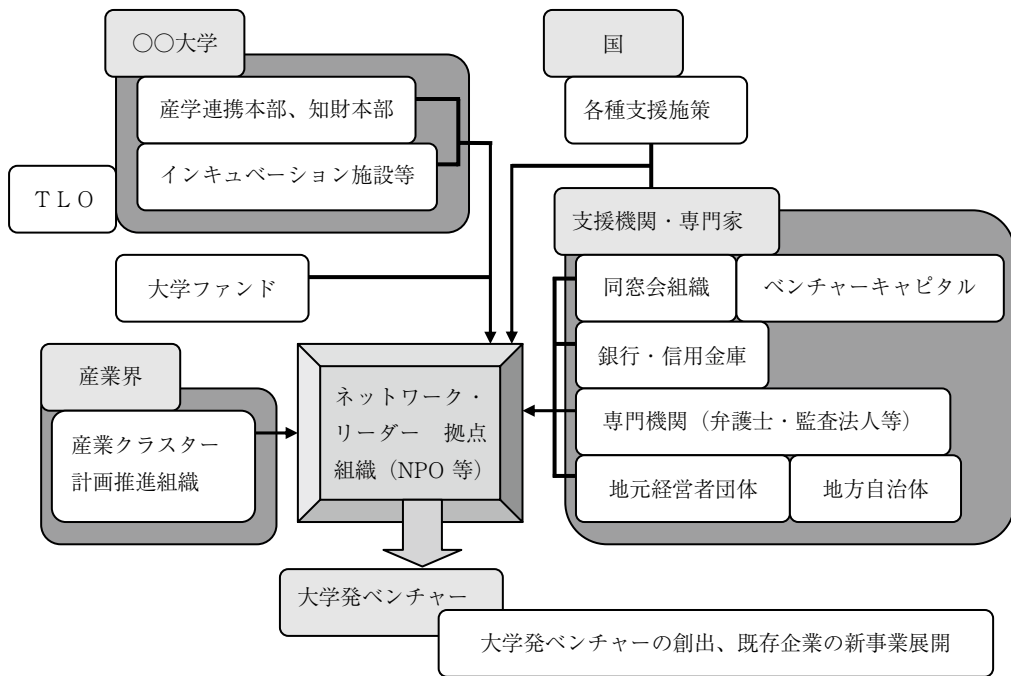 ○○大学
産学連携本部、知財本部
インキュベーション施設等
ＴＬＯ
大学ファンド
国
各種支援施策
支援機関・専門家
同窓会組織
ベンチャーキャピタル
銀行・信用金庫
専門機関（弁護士・監査法人等）
地元経営者団体
地方自治体
産業界
産業クラスター
計画推進組織
ネットワーク・
リーダー　拠点
組織（NPO 等）
大学発ベンチャー
大学発ベンチャーの創出、既存企業の新事業展開